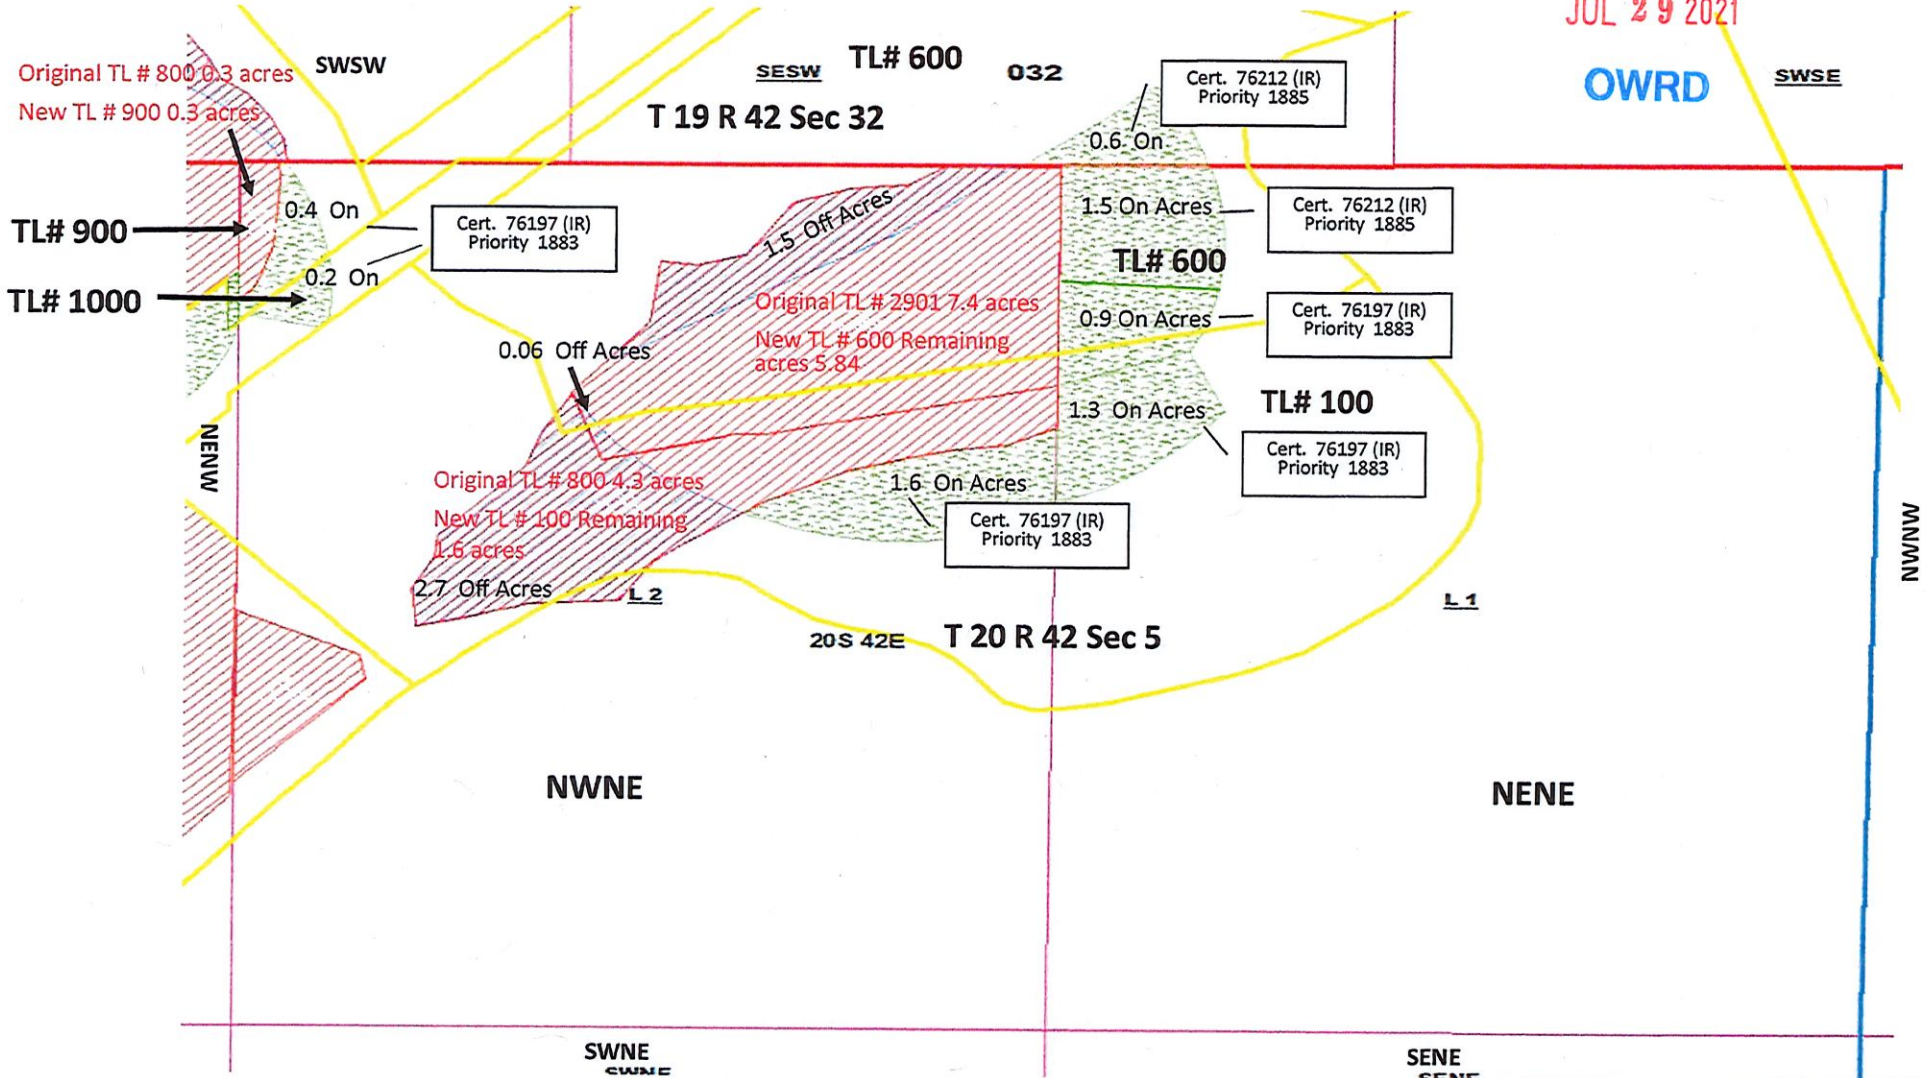 JUL 29 2021
OWRD
SWSE
SWSW
SESW
TL# 600
032
T 19 R 42 Sec 32
Original TL # 800 0.3 acres
New TL # 900 0.3 acres
Cert. 76212 (IR)
Priority 1885
0.6 On
TL# 900
TL# 1000
0.4 On
0.2 On
Cert. 76197 (IR)
Priority 1883
1.5 Off Acres
1.5 On Acres
Cert. 76212 (IR)
Priority 1885
TL# 600
Original TL # 2901 7.4 acres
New TL # 600 Remaining
acres 5.84
0.9 On Acres
Cert. 76197 (IR)
Priority 1883
0.06 Off Acres
1.3 On Acres
TL# 100
Cert. 76197 (IR)
Priority 1883
NENW
Original TL # 800 4.3 acres
New TL # 100 Remaining
1.6 acres
2.7 Off Acres
1.6 On Acres
Cert. 76197 (IR)
Priority 1883
NWNW
L 2
L 1
20S 42E
T 20 R 42 Sec 5
NWNE
NENE
SWNE
SWNE
SENE
SENE